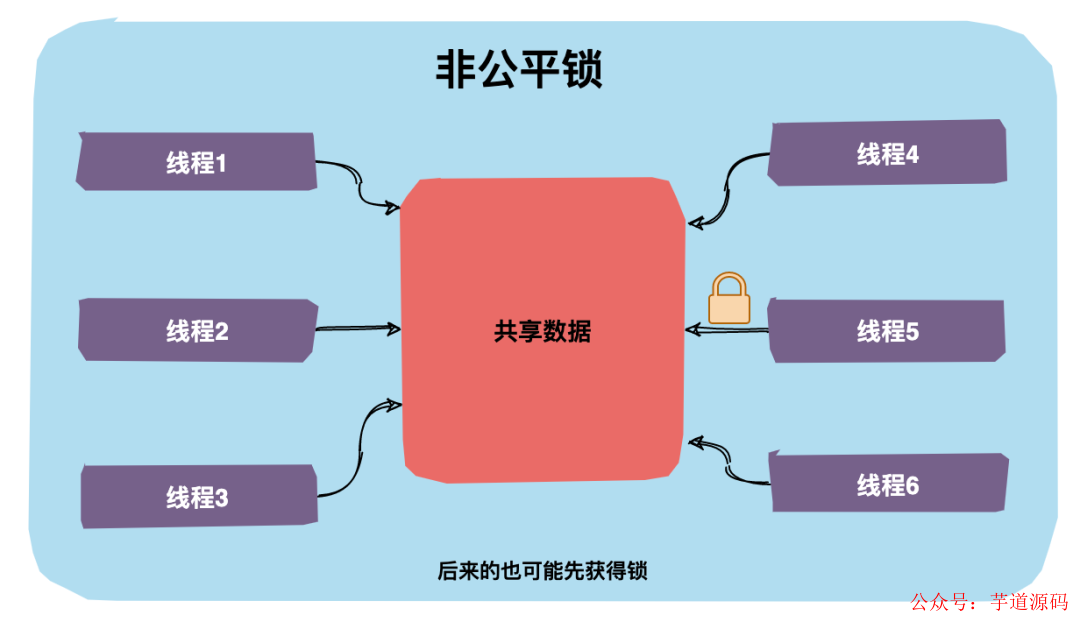 非公平锁
线程1
线程4
线程2
共享数据
线程5
线程3
线程6
后来的也可能先获得锁
公众号：芋道源码